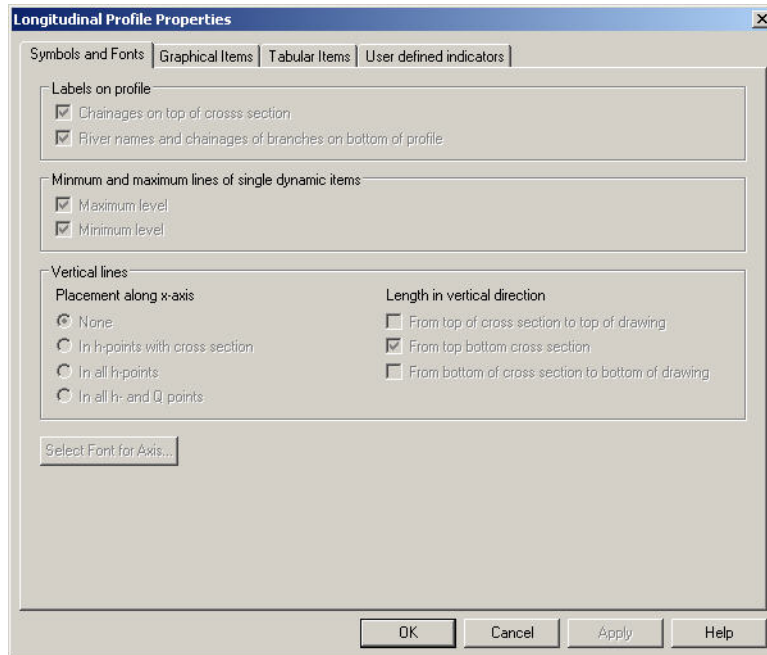 Longitudinal Profile Properties
Symbols and Fonts Graphical Items Tabular Items User defined indicators
Labels on profile
Chainages on top of crosss section
River names and chainages of branches on bottom of profile
Minmum and maximum lines of single dynamic items
Maximum level
Minimum level
Vertical lines
Placement along x-axis
None
In h-points with cross section
In all h-points
In all h- and Q points
Length in vertical direction
From top of cross section to top of drawing
From top bottom cross section
From bottom of cross section to bottom of drawing
Select Font for Axis...
OK Cancel Apply Help